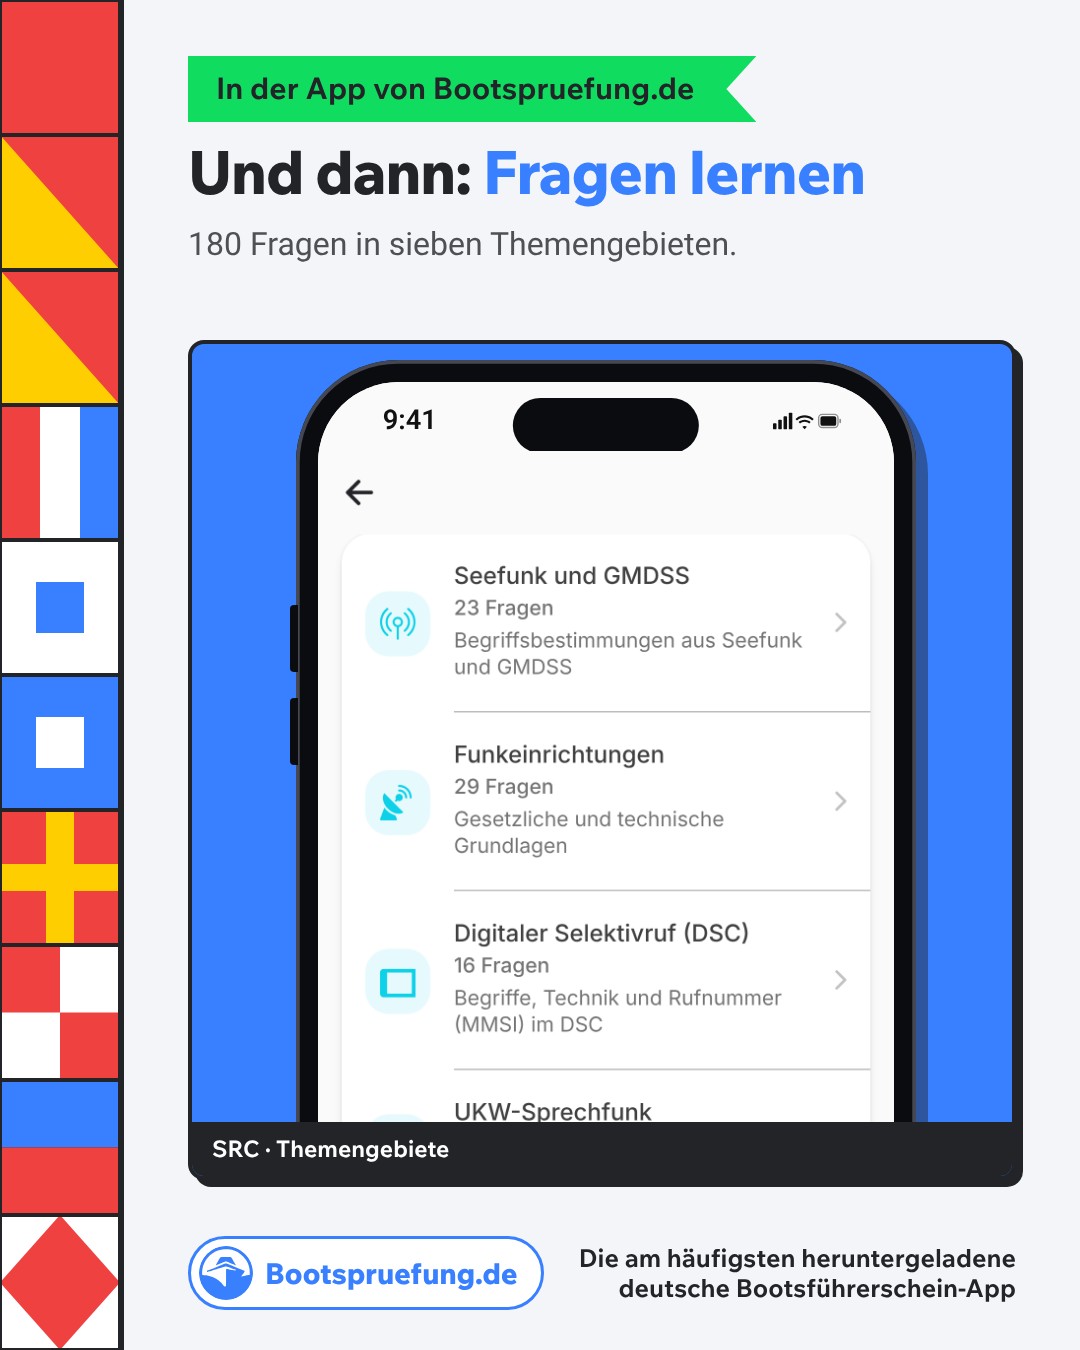 In der App von Bootspruefung.de
Und dann: Fragen lernen
180 Fragen in sieben Themengebieten.
9:41
Seefunk und GMDSS
23 Fragen
Begriffsbestimmungen aus Seefunk
und GMDSS
Funkeinrichtungen
29 Fragen
Gesetzliche und technische
Grundlagen
Digitaler Selektivruf (DSC)
16 Fragen
Begriffe, Technik und Rufnummer
(MMSI) im DSC
UKW-Sprechfunk
SRC · Themengebiete
Bootspruefung.de
Die am häufigsten heruntergeladene
deutsche Bootsführerschein-App